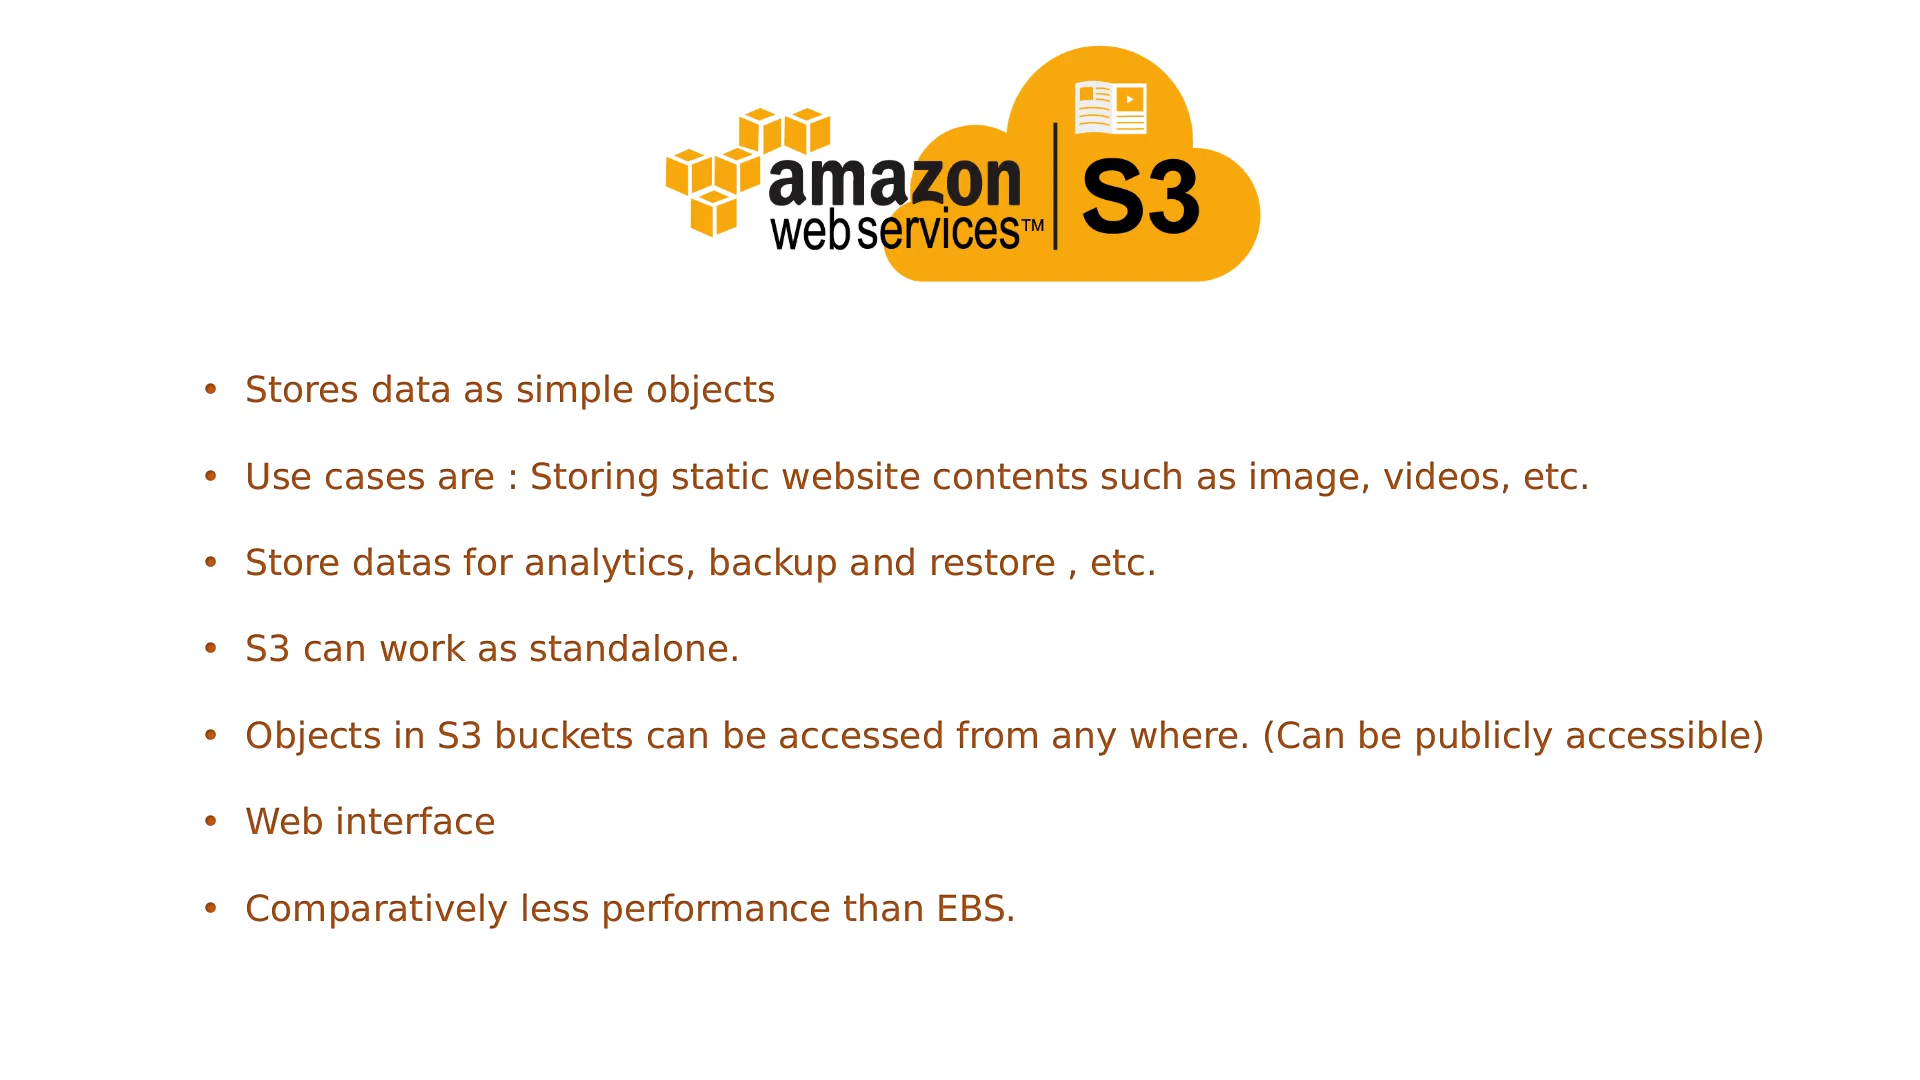 amazon
web services™
S3
• Stores data as simple objects
• Use cases are : Storing static website contents such as image, videos, etc.
• Store datas for analytics, backup and restore , etc.
• S3 can work as standalone.
• Objects in S3 buckets can be accessed from any where. (Can be publicly accessible)
• Web interface
• Comparatively less performance than EBS.